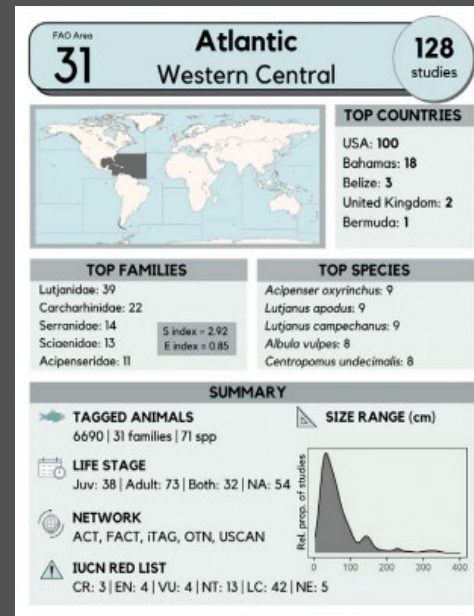 FAO Area
31
Atlantic
Western Central
128
studies
TOP COUNTRIES
USA: 100
Bahamas: 18
Belize: 3
United Kingdom: 2
Bermuda: 1
TOP FAMILIES
Lutjanidae: 39
Carcharhinidae: 22
Serranidae: 14
Sciaenidae: 13
Acipenseridae: 11
S index = 2.92
E index = 0.85
TOP SPECIES
Acipenser oxyrinchus: 9
Lutjanus apodus: 9
Lutjanus campechanus: 9
Albula vulpes: 8
Centropomus undecimalis: 8
SUMMARY
TAGGED ANIMALS
6690 | 31 families | 71 spp
LIFE STAGE
Juv: 38 | Adult: 73 | Both: 32 | NA: 54
NETWORK
ACT, FACT, iTAG, OTN, USCAN
IUCN RED LIST
CR: 3 | EN: 4 | VU: 4 | NT: 13 | LC: 42 | NE: 5
SIZE RANGE (cm)
Rel. prop. of studies
0 100 200 300 400